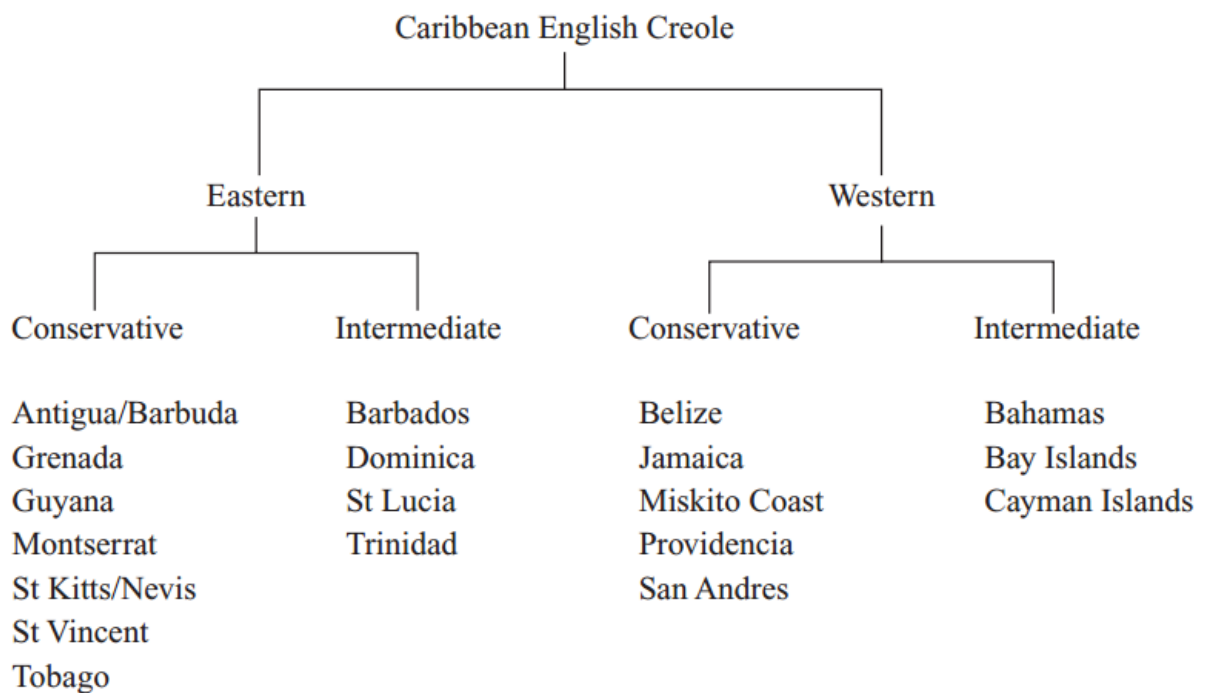 Caribbean English Creole
Eastern Western
Conservative Intermediate Conservative Intermediate
Antigua/Barbuda Barbados Belize Bahamas
Grenada Dominica Jamaica Bay Islands
Guyana St Lucia Miskito Coast Cayman Islands
Montserrat Trinidad Providencia
St Kitts/Nevis San Andres
St Vincent
Tobago